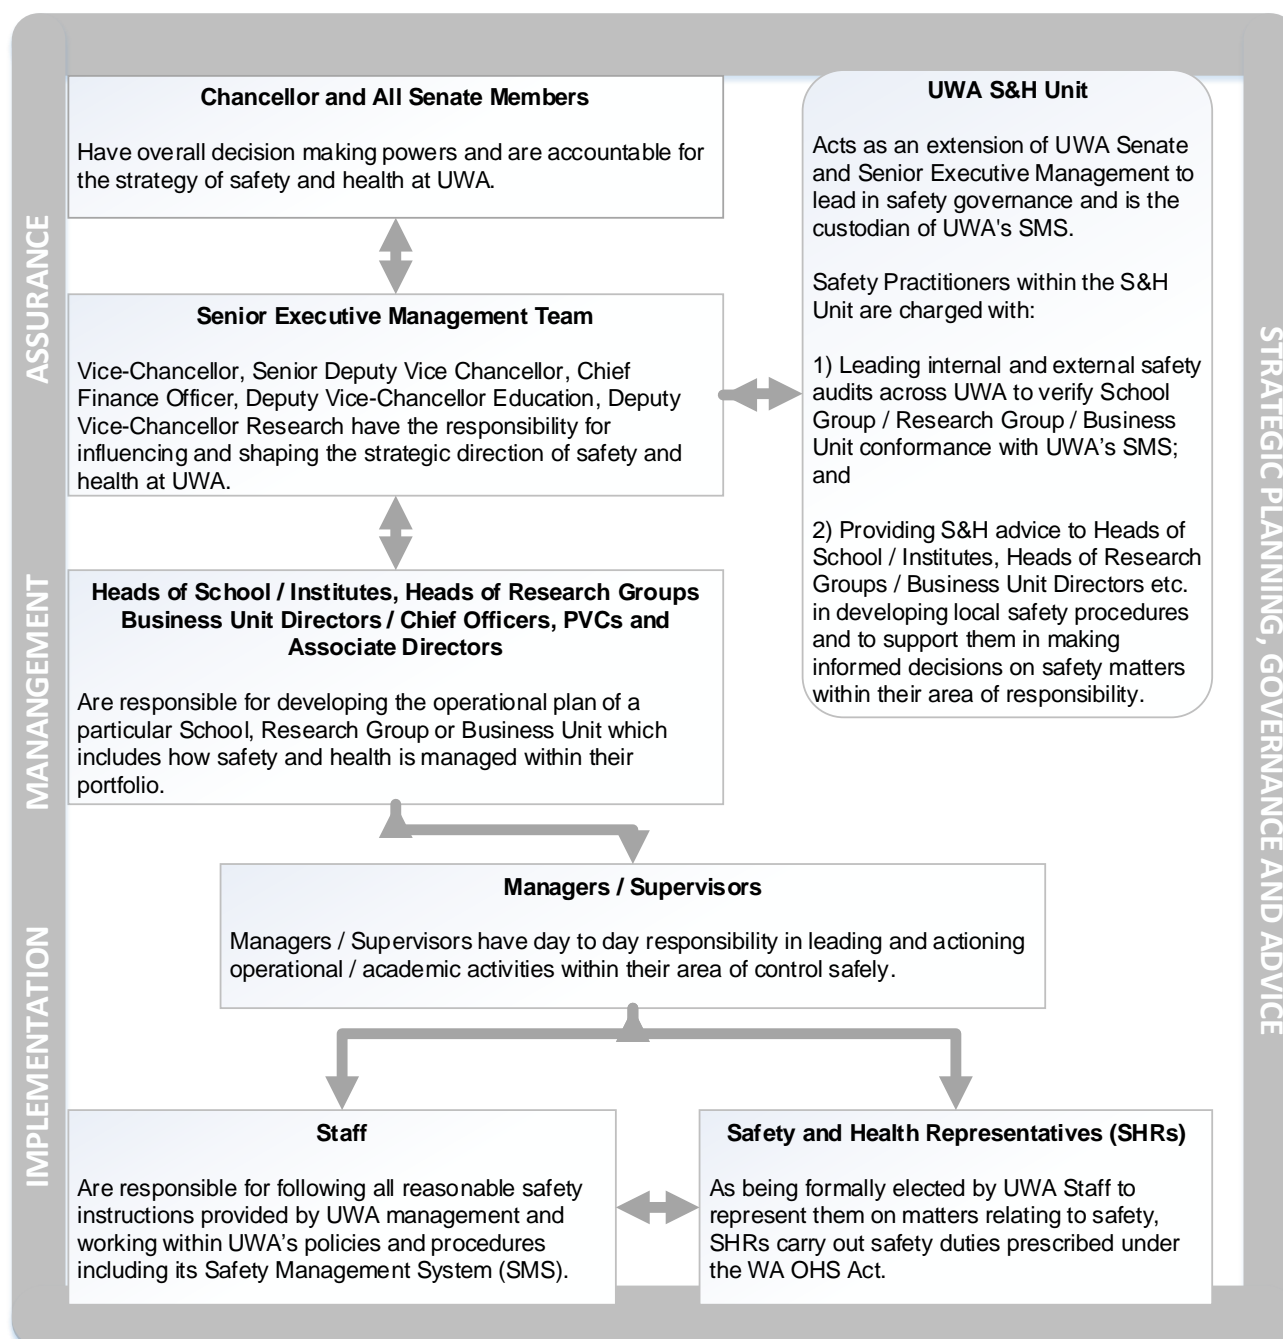 Chancellor and All Senate Members
Have overall decision making powers and are accountable for
the strategy of safety and health at UWA.
UWA S&H Unit
Acts as an extension of UWA Senate
and Senior Executive Management to
lead in safety governance and is the
custodian of UWA's SMS.
Safety Practitioners within the S&H
Unit are charged with:
1) Leading internal and external safety
audits across UWA to verify School
Group / Research Group / Business
Unit conformance with UWA’s SMS;
and
2) Providing S&H advice to Heads of
School / Institutes, Heads of Research
Groups / Business Unit Directors etc.
in developing local safety procedures
and to support them in making
informed decisions on safety matters
within their area of responsibility.
ASSURANCE
Senior Executive Management Team
Vice-Chancellor, Senior Deputy Vice Chancellor, Chief
Finance Officer, Deputy Vice-Chancellor Education, Deputy
Vice-Chancellor Research have the responsibility for
influencing and shaping the strategic direction of safety and
health at UWA.
MANANGEMENT
Heads of School / Institutes, Heads of Research Groups
Business Unit Directors / Chief Officers, PVCs and
Associate Directors
Are responsible for developing the operational plan of a
particular School, Research Group or Business Unit which
includes how safety and health is managed within their
portfolio.
STRATEGIC PLANNING, GOVERNANCE AND ADVICE
Managers / Supervisors
Managers / Supervisors have day to day responsibility in leading and actioning
operational / academic activities within their area of control safely.
IMPLEMENTATION
Staff
Are responsible for following all reasonable safety
instructions provided by UWA management and
working within UWA’s policies and procedures
including its Safety Management System (SMS).
Safety and Health Representatives (SHRs)
As being formally elected by UWA Staff to
represent them on matters relating to safety,
SHRs carry out safety duties prescribed under
the WA OHS Act.